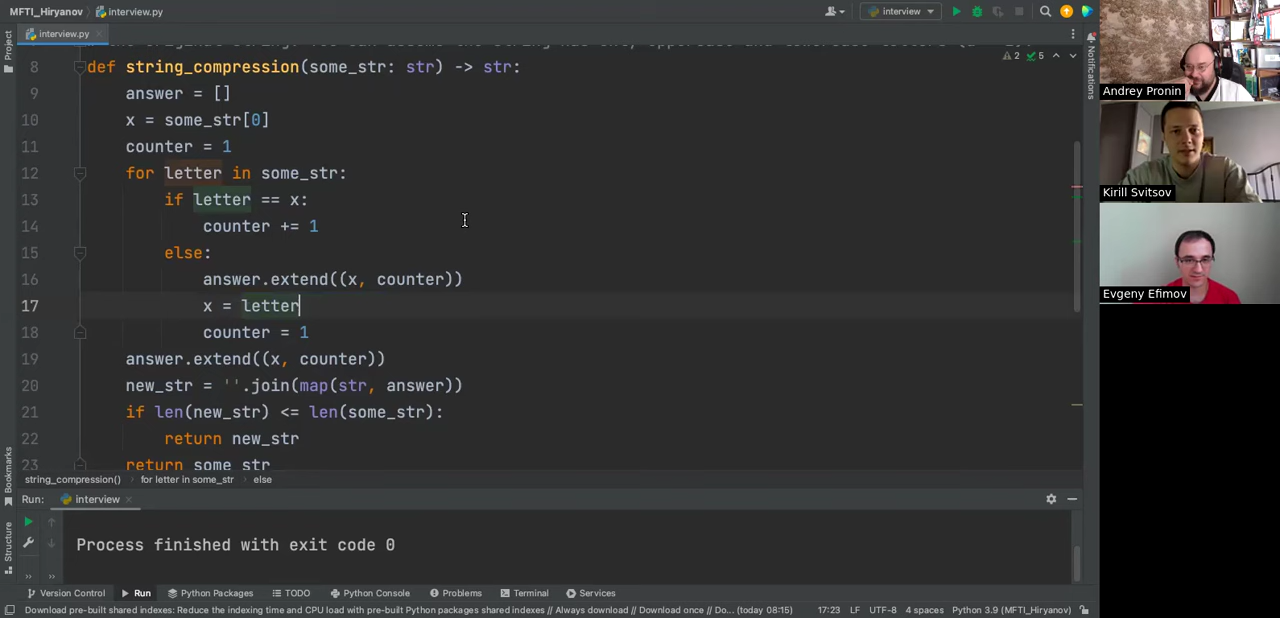 MFTI_Hiryanov
interview.py
interview
interview.py
Project
Notifications
2 5
8 def string_compression(some_str: str) -> str:
9 answer = []
10 x = some_str[0]
11 counter = 1
12 for letter in some_str:
13 if letter == x:
14 counter += 1
15 else:
16 answer.extend((x, counter))
17 x = letter
18 counter = 1
19 answer.extend((x, counter))
20 new_str = ''.join(map(str, answer))
21 if len(new_str) <= len(some_str):
22 return new_str
23 return some_str
string_compression() for letter in some_str else
Run: interview
Process finished with exit code 0
Bookmarks
Structure
Version Control Run Python Packages TODO Python Console Problems Terminal Services
Download pre-built shared indexes: Reduce the indexing time and CPU load with pre-built Python packages shared indexes // Always download // Download once // Do... (today 08:15) 17:23 LF UTF-8 4 spaces Python 3.9 (MFTI_Hiryanov)
Andrey Pronin
Kirill Svitsov
Evgeny Efimov